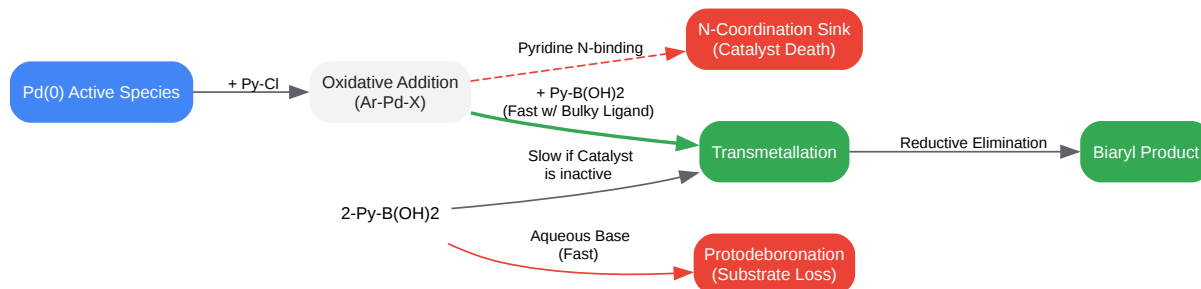 N-Coordination Sink
(Catalyst Death)
Pyridine N-binding
Pd(0) Active Species
+ Py-Cl
Oxidative Addition
(Ar-Pd-X)
+ Py-B(OH)2
(Fast w/ Bulky Ligand)
Transmetallation
Reductive Elimination
Biaryl Product
Slow if Catalyst
is inactive
2-Py-B(OH)2
Aqueous Base
(Fast)
Protodeboronation
(Substrate Loss)